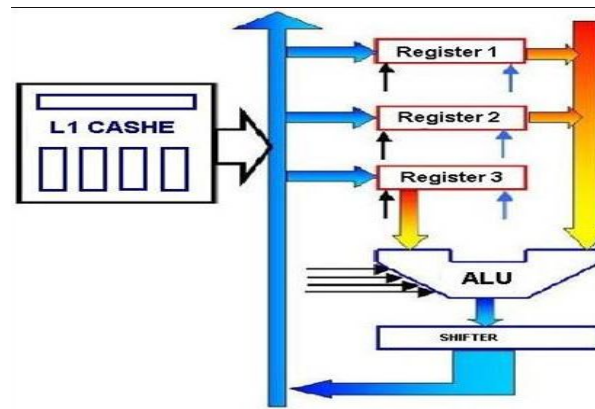 Register 1
L1 CASHE
Register 2
Register 3
ALU
SHIFTER